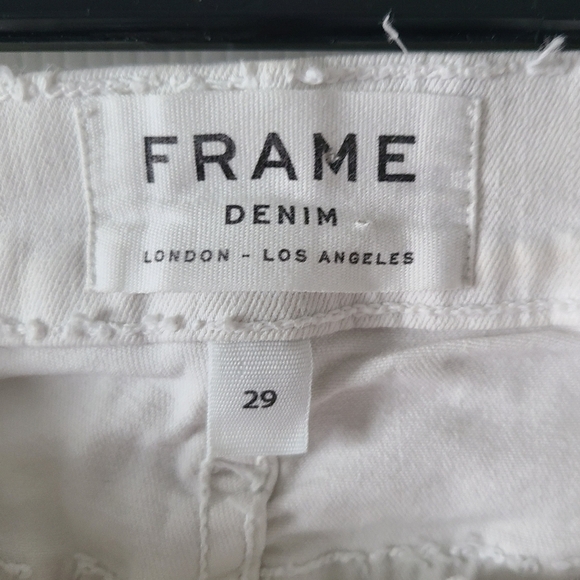 FRAME
DENIM
LONDON - LOS ANGELES
29